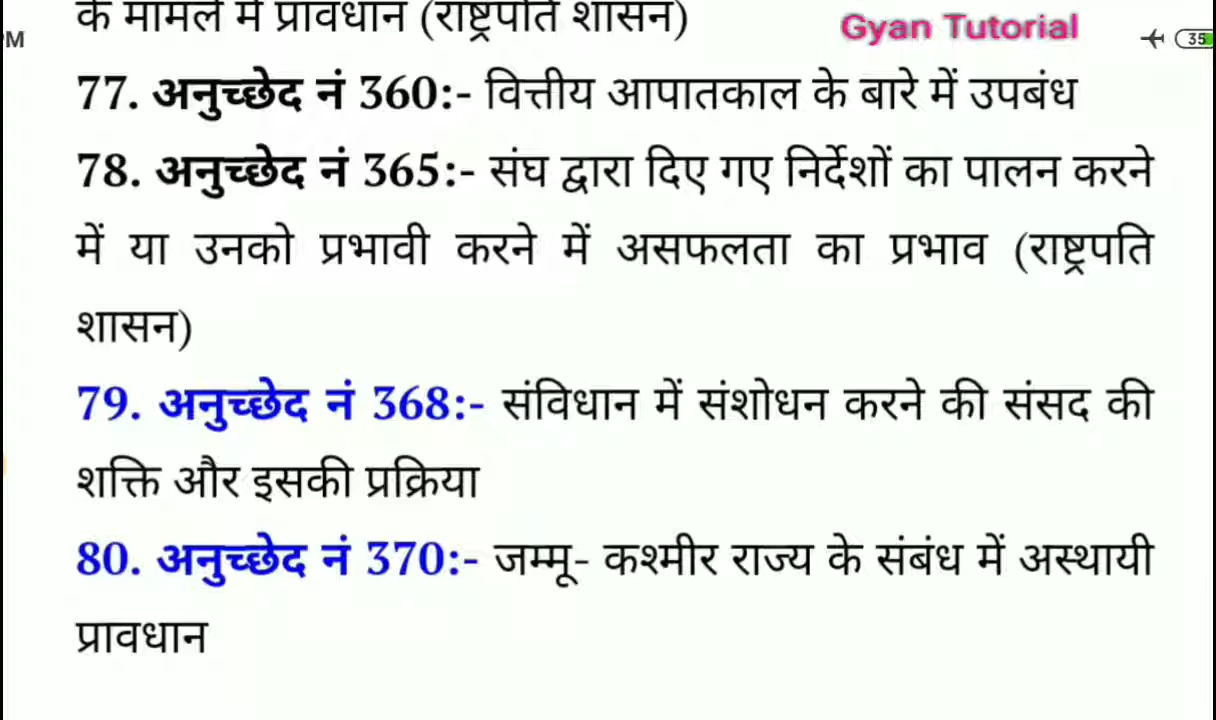 के मामले में प्रावधान (राष्ट्रपति शासन)
Gyan Tutorial
PM
35
77. अनुच्छेद नं 360:- वित्तीय आपातकाल के बारे में उपबंध
78. अनुच्छेद नं 365:- संघ द्वारा दिए गए निर्देशों का पालन करने
में या उनको प्रभावी करने में असफलता का प्रभाव (राष्ट्रपति
शासन)
79. अनुच्छेद नं 368:- संविधान में संशोधन करने की संसद की
शक्ति और इसकी प्रक्रिया
80. अनुच्छेद नं 370:- जम्मू- कश्मीर राज्य के संबंध में अस्थायी
प्रावधान